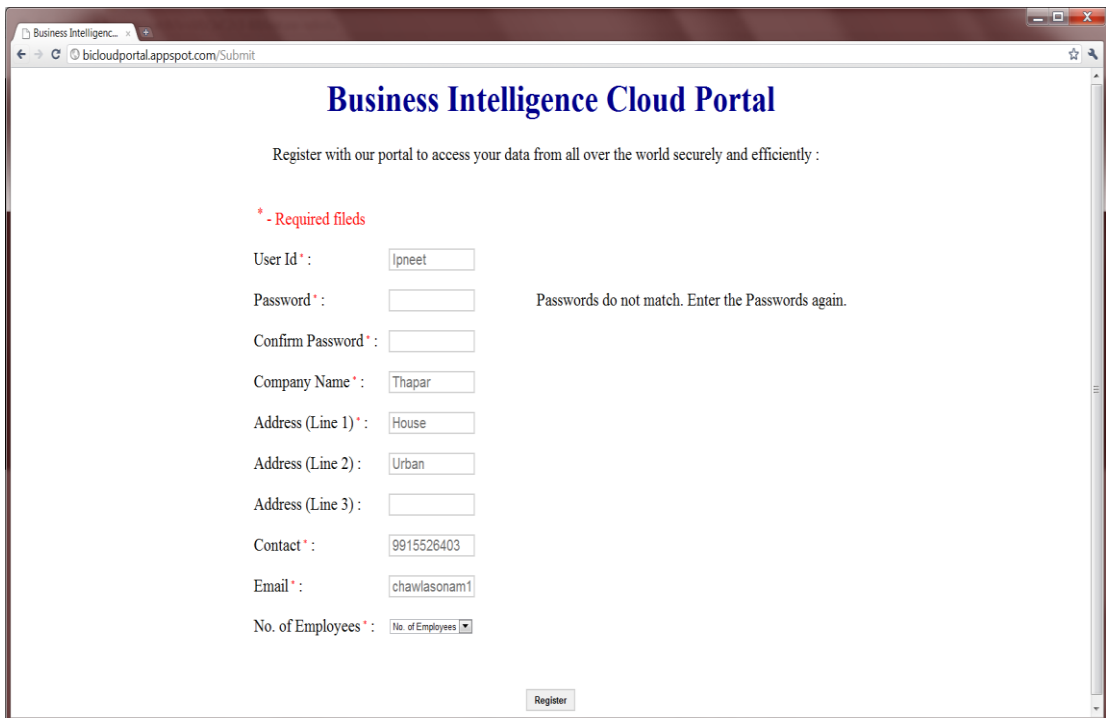 Business Intelligenc...
bicloudportal.appspot.com/Submit
Business Intelligence Cloud Portal
Register with our portal to access your data from all over the world securely and efficiently :
* - Required fileds
User Id * : Ipneet
Password * : Passwords do not match. Enter the Passwords again.
Confirm Password * :
Company Name * : Thapar
Address (Line 1) * : House
Address (Line 2) : Urban
Address (Line 3) :
Contact * : 9915526403
Email * : chawlasonam1
No. of Employees * : No. of Employees
Register